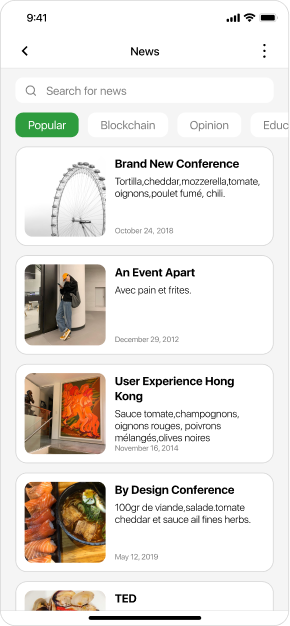 9:41
News
Search for news
Popular
Blockchain
Opinion
Educ
Brand New Conference
Tortilla,cheddar,mozzerella,tomate,
oignons,poulet fumé, chili.
October 24, 2018
An Event Apart
Avec pain et frites.
December 29, 2012
User Experience Hong
Kong
Sauce tomate,champognons,
oignons rouges, poivrons
mélangés,olives noires
November 16, 2014
By Design Conference
100gr de viande,salade.tomate
cheddar et sauce ail fines herbs.
May 12, 2019
TED